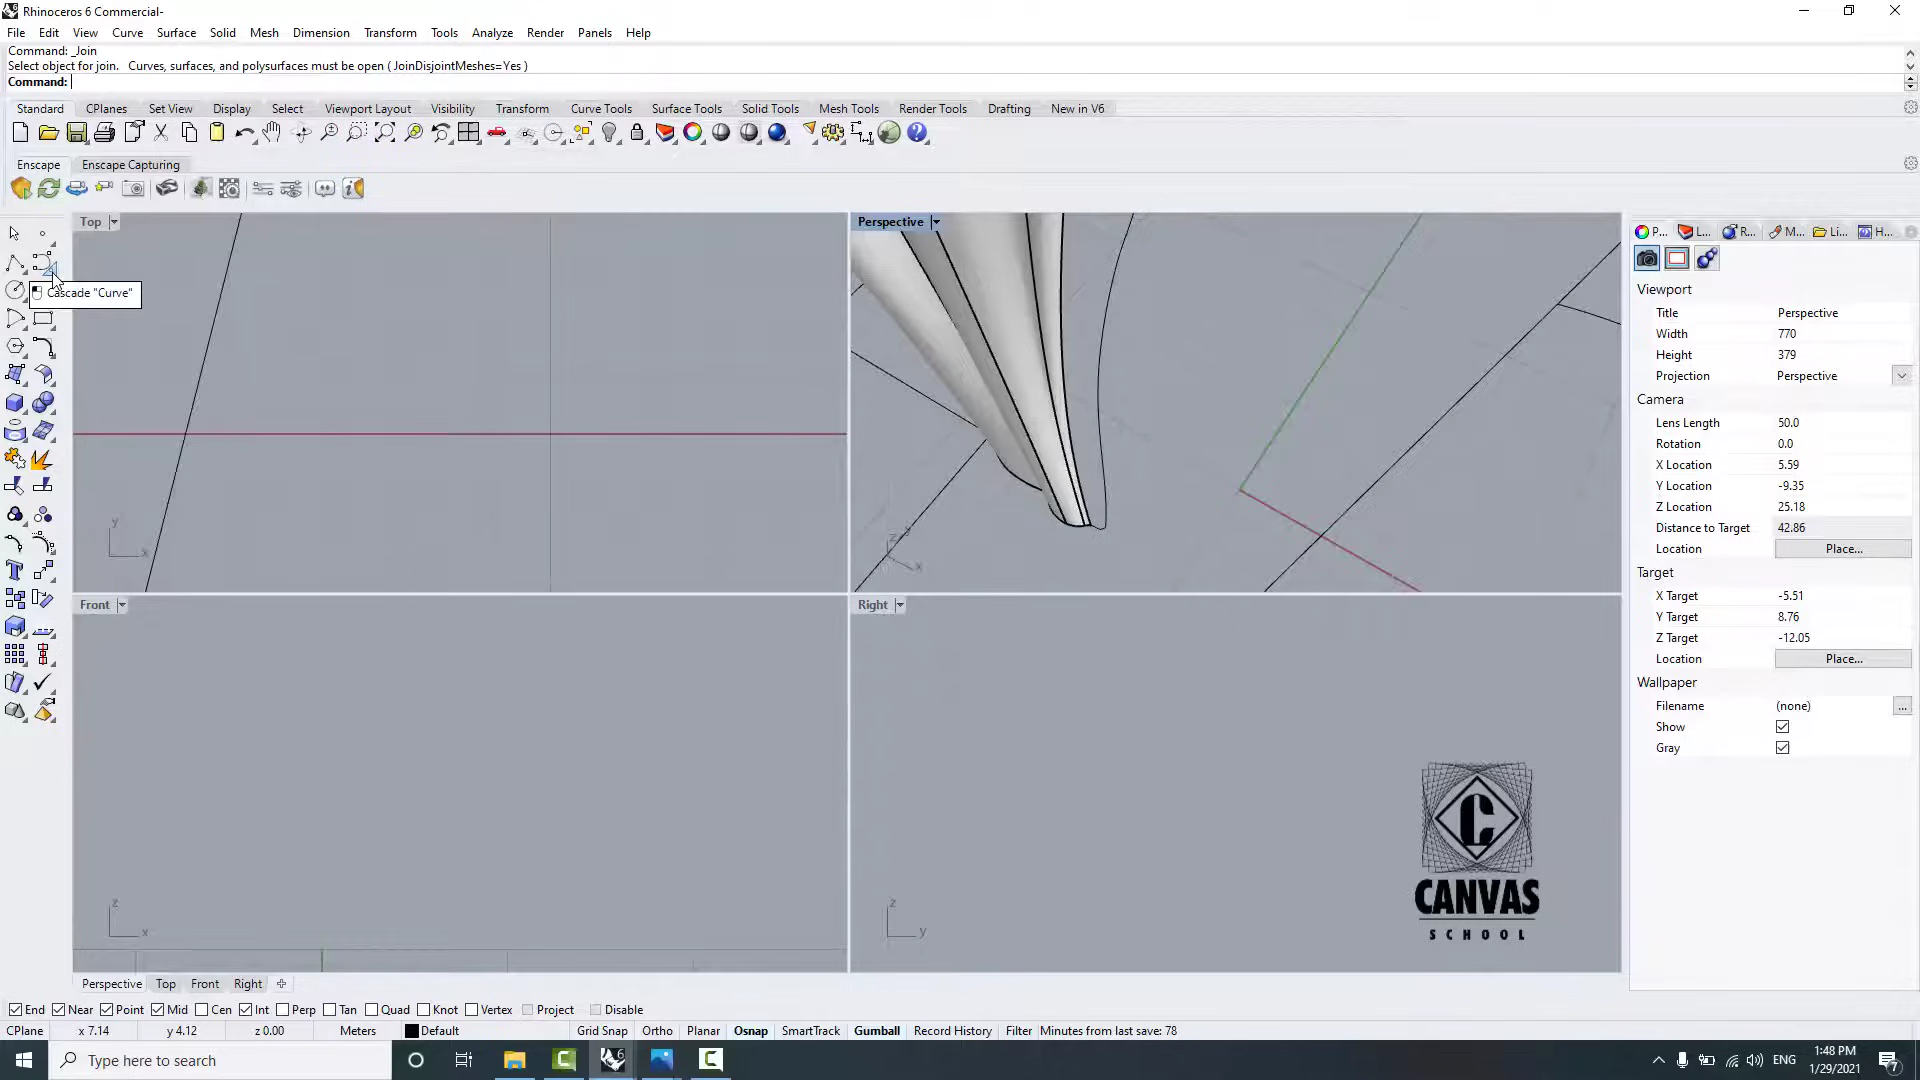 Rhinoceros 6 Commercial-
File Edit View Curve Surface Solid Mesh Dimension Transform Tools Analyze Render Panels Help
Command: _Join
Select object for join.  Curves, surfaces, and polysurfaces must be open ( JoinDisjointMeshes=Yes )
Command:
Standard CPlanes Set View Display Select Viewport Layout Visibility Transform Curve Tools Surface Tools Solid Tools Mesh Tools Render Tools Drafting New in V6
Enscape Enscape Capturing
Top
Perspective
P... L... R... M... Li... H...
Cascade "Curve"
Viewport
Title Perspective
Width 770
Height 379
Projection Perspective
Camera
Lens Length 50.0
Rotation 0.0
X Location 5.59
Y Location -9.35
Z Location 25.18
Distance to Target 42.86
Location Place...
Target
X Target -5.51
Y Target 8.76
Z Target -12.05
Location Place...
Wallpaper
Filename (none) ...
Show
Gray
y
x
z y
x
Front
Right
CANVAS
SCHOOL
z
x
z
y
Perspective Top Front Right
End Near Point Mid Cen Int Perp Tan Quad Knot Vertex Project Disable
CPlane x 7.14 y 4.12 z 0.00 Meters Default Grid Snap Ortho Planar Osnap SmartTrack Gumball Record History Filter Minutes from last save: 78
Type here to search
ENG
1:48 PM
1/29/2021
7